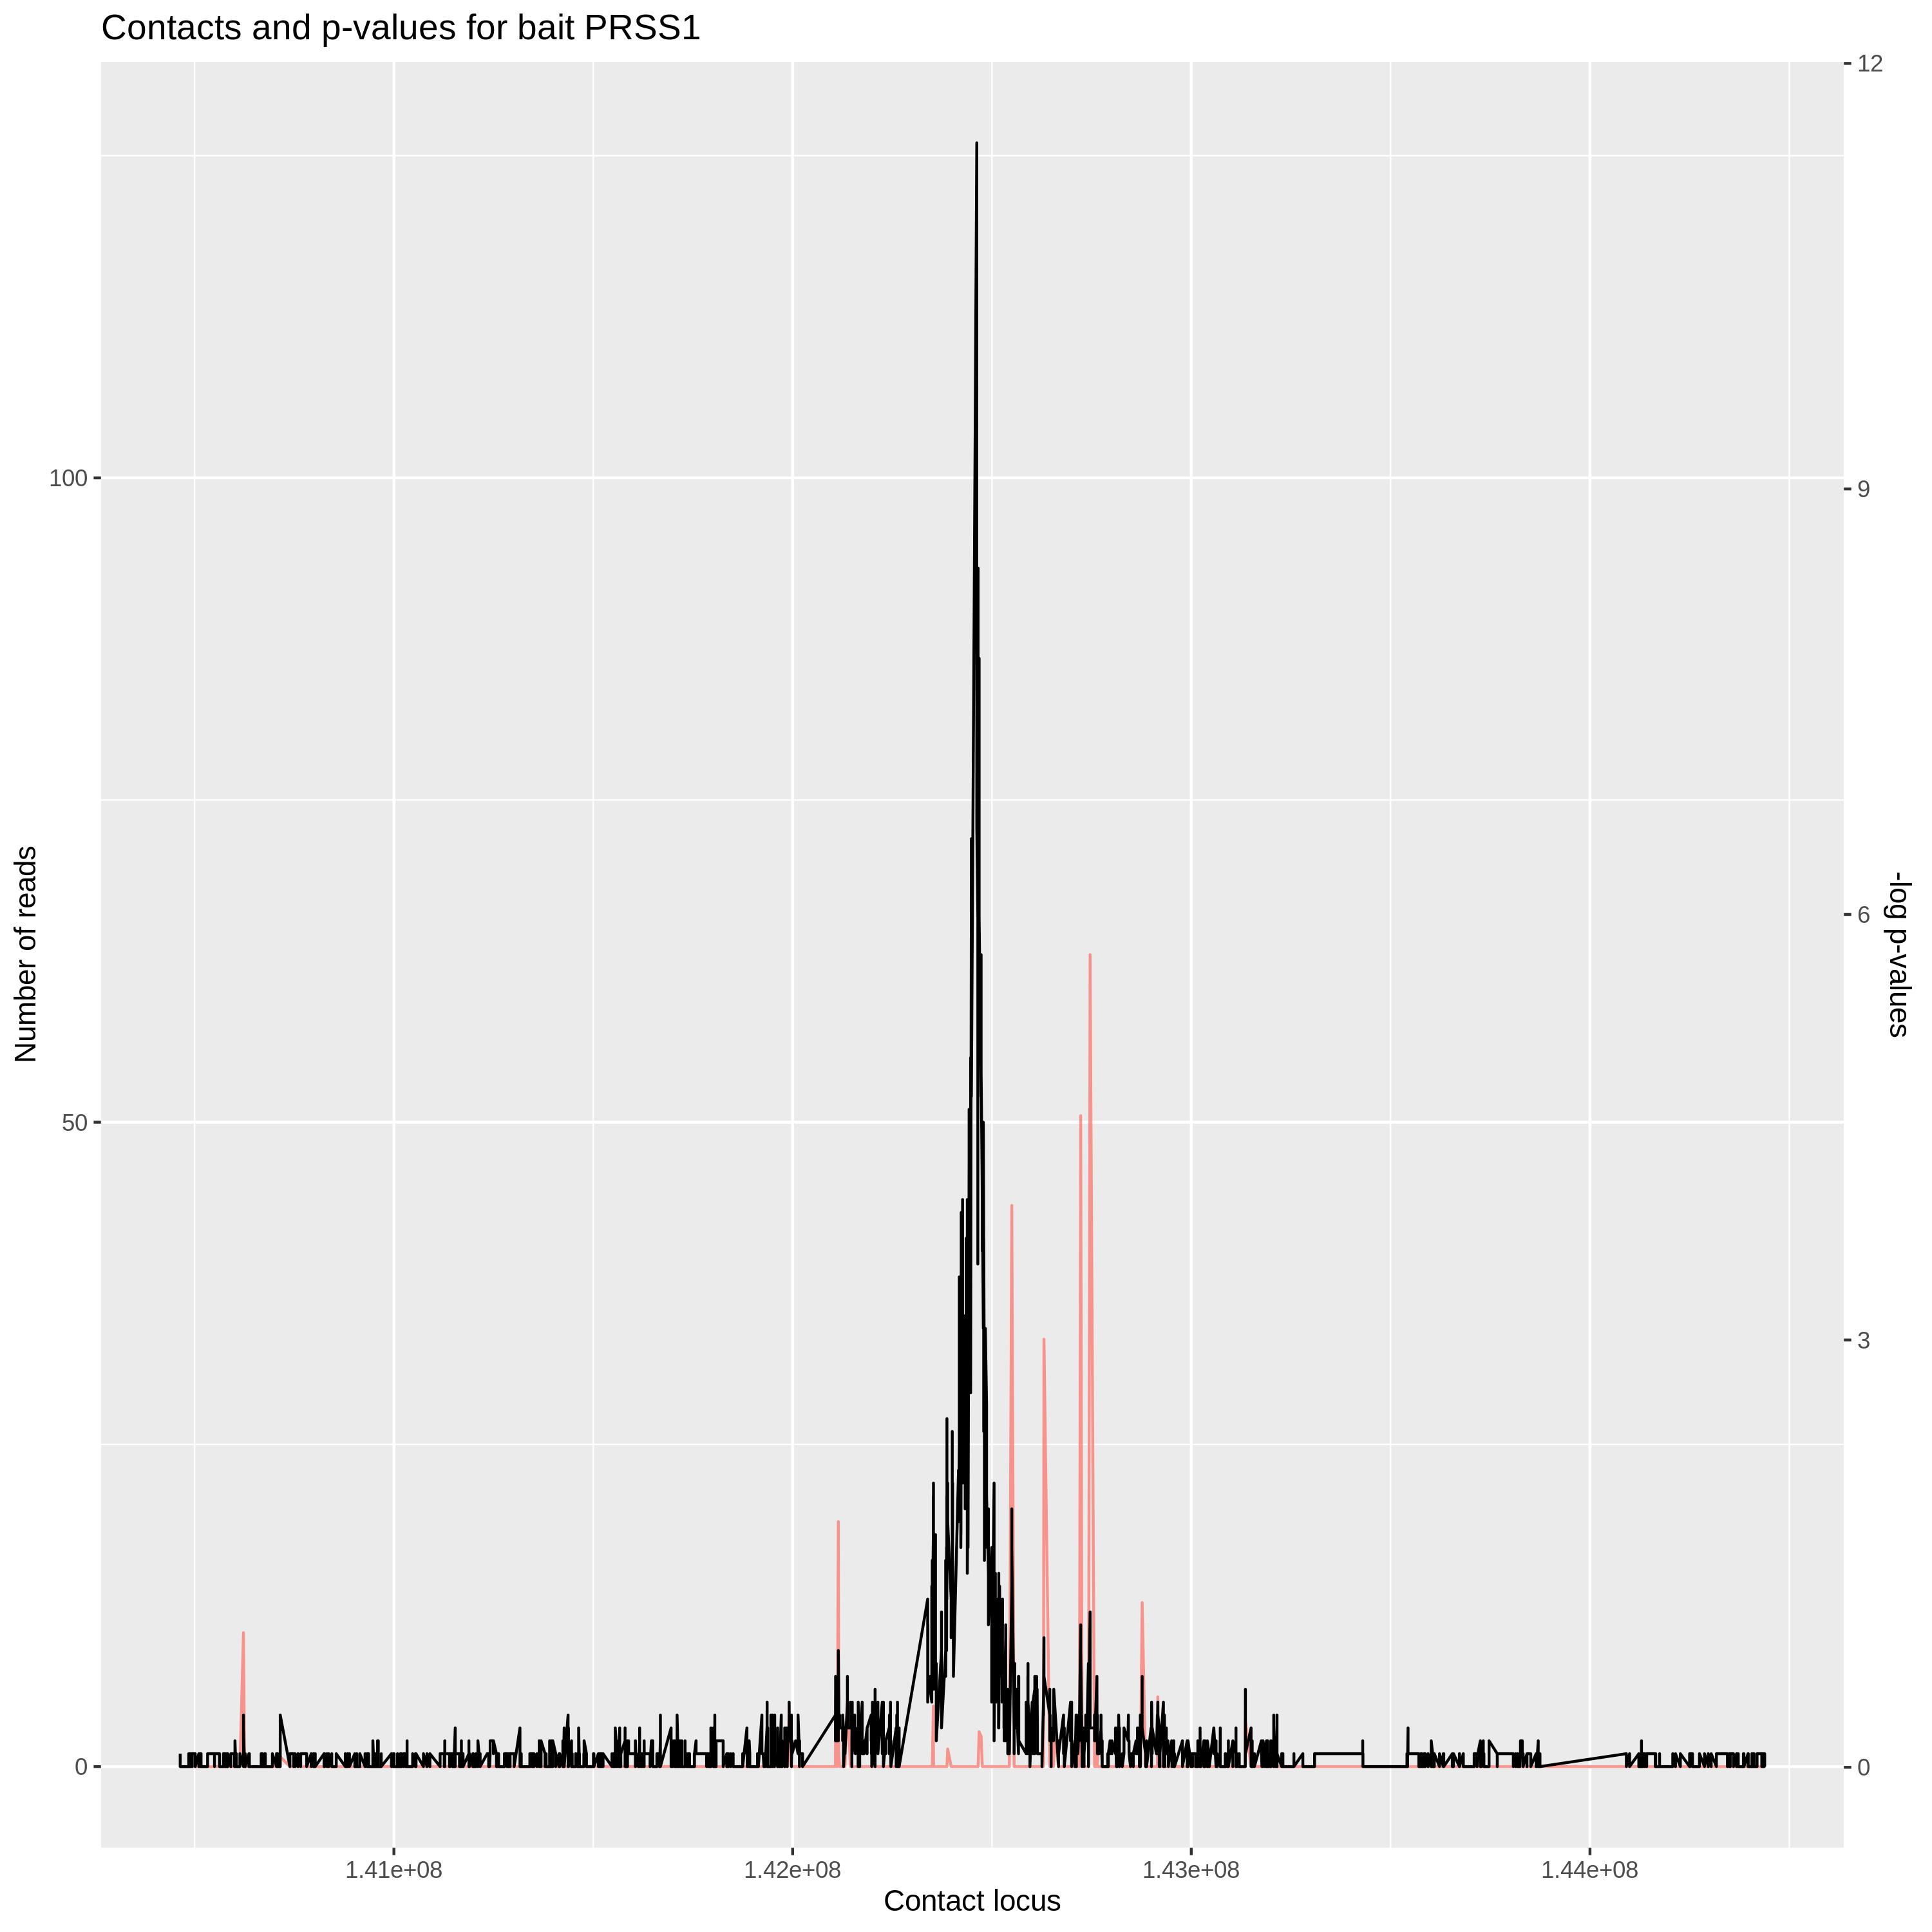 Contacts and p-values for bait PRSS1
Number of reads
100
50
0
12
9
6
3
0
-log p-values
1.41e+08
1.42e+08
1.43e+08
1.44e+08
Contact locus